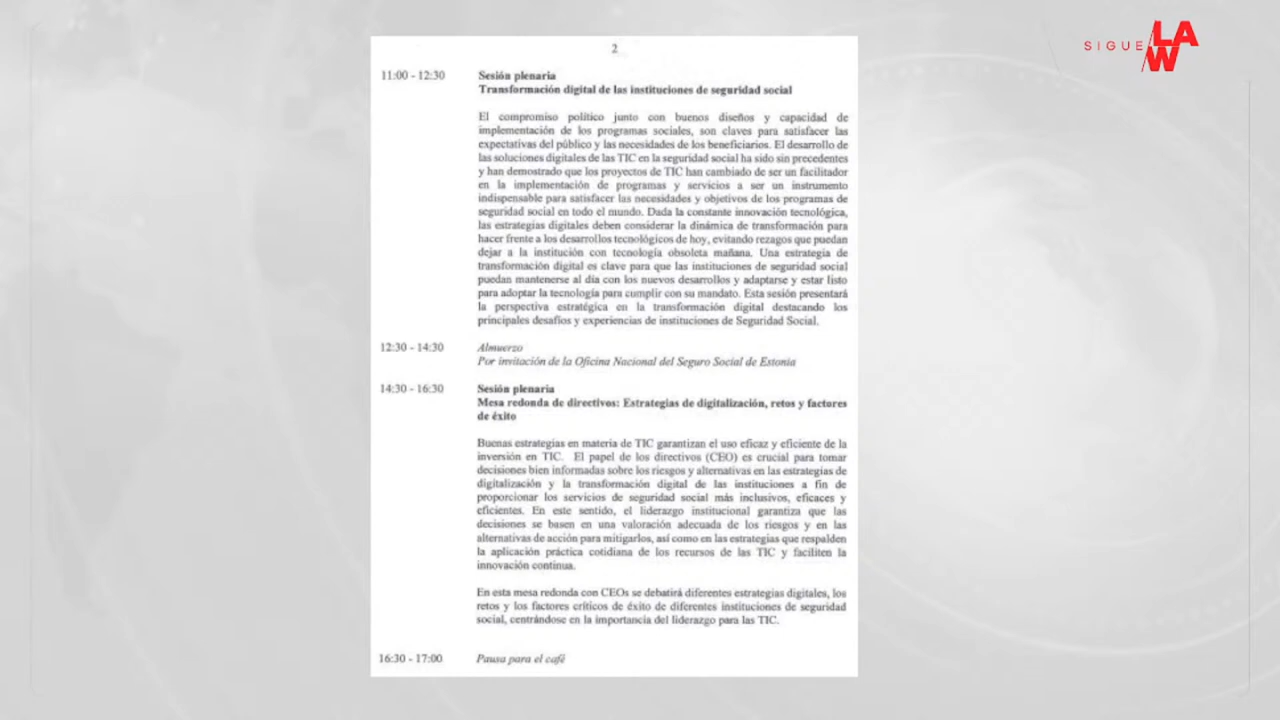 SIGUE LAW
2
11:00 - 12:30 Sesión plenaria
Transformación digital de las instituciones de seguridad social
El compromiso político junto con buenos diseños y capacidad de
implementación de los programas sociales, son claves para satisfacer las
expectativas del público y las necesidades de los beneficiarios. El desarrollo de
las soluciones digitales de las TIC en la seguridad social ha sido sin precedentes
y han demostrado que los proyectos de TIC han cambiado de ser un facilitador
en la implementación de programas y servicios a ser un instrumento
indispensable para satisfacer las necesidades y objetivos de los programas de
seguridad social en todo el mundo. Dada la constante innovación tecnológica,
las estrategias digitales deben considerar la dinámica de transformación para
hacer frente a los desarrollos tecnológicos de hoy, evitando rezagos que puedan
dejar a la institución con tecnología obsoleta mañana. Una estrategia de
transformación digital es clave para que las instituciones de seguridad social
puedan mantenerse al día con los nuevos desarrollos y adaptarse y estar listo
para adoptar la tecnología para cumplir con su mandato. Esta sesión presentará
la perspectiva estratégica en la transformación digital destacando los
principales desafíos y experiencias de instituciones de Seguridad Social.
12:30 - 14:30 Almuerzo
Por invitación de la Oficina Nacional del Seguro Social de Estonia
14:30 - 16:30 Sesión plenaria
Mesa redonda de directivos: Estrategias de digitalización, retos y factores
de éxito
Buenas estrategias en materia de TIC garantizan el uso eficaz y eficiente de la
inversión en TIC. El papel de los directivos (CEO) es crucial para tomar
decisiones bien informadas sobre los riesgos y alternativas en las estrategias de
digitalización y la transformación digital de las instituciones a fin de
proporcionar los servicios de seguridad social más inclusivos, eficaces y
eficientes. En este sentido, el liderazgo institucional garantiza que las
decisiones se basen en una valoración adecuada de los riesgos y en las
alternativas de acción para mitigarlos, así como en las estrategias que respalden
la aplicación práctica cotidiana de los recursos de las TIC y faciliten la
innovación continua.
En esta mesa redonda con CEOs se debatirá diferentes estrategias digitales, los
retos y los factores críticos de éxito de diferentes instituciones de seguridad
social, centrándose en la importancia del liderazgo para las TIC.
16:30 - 17:00 Pausa para el café